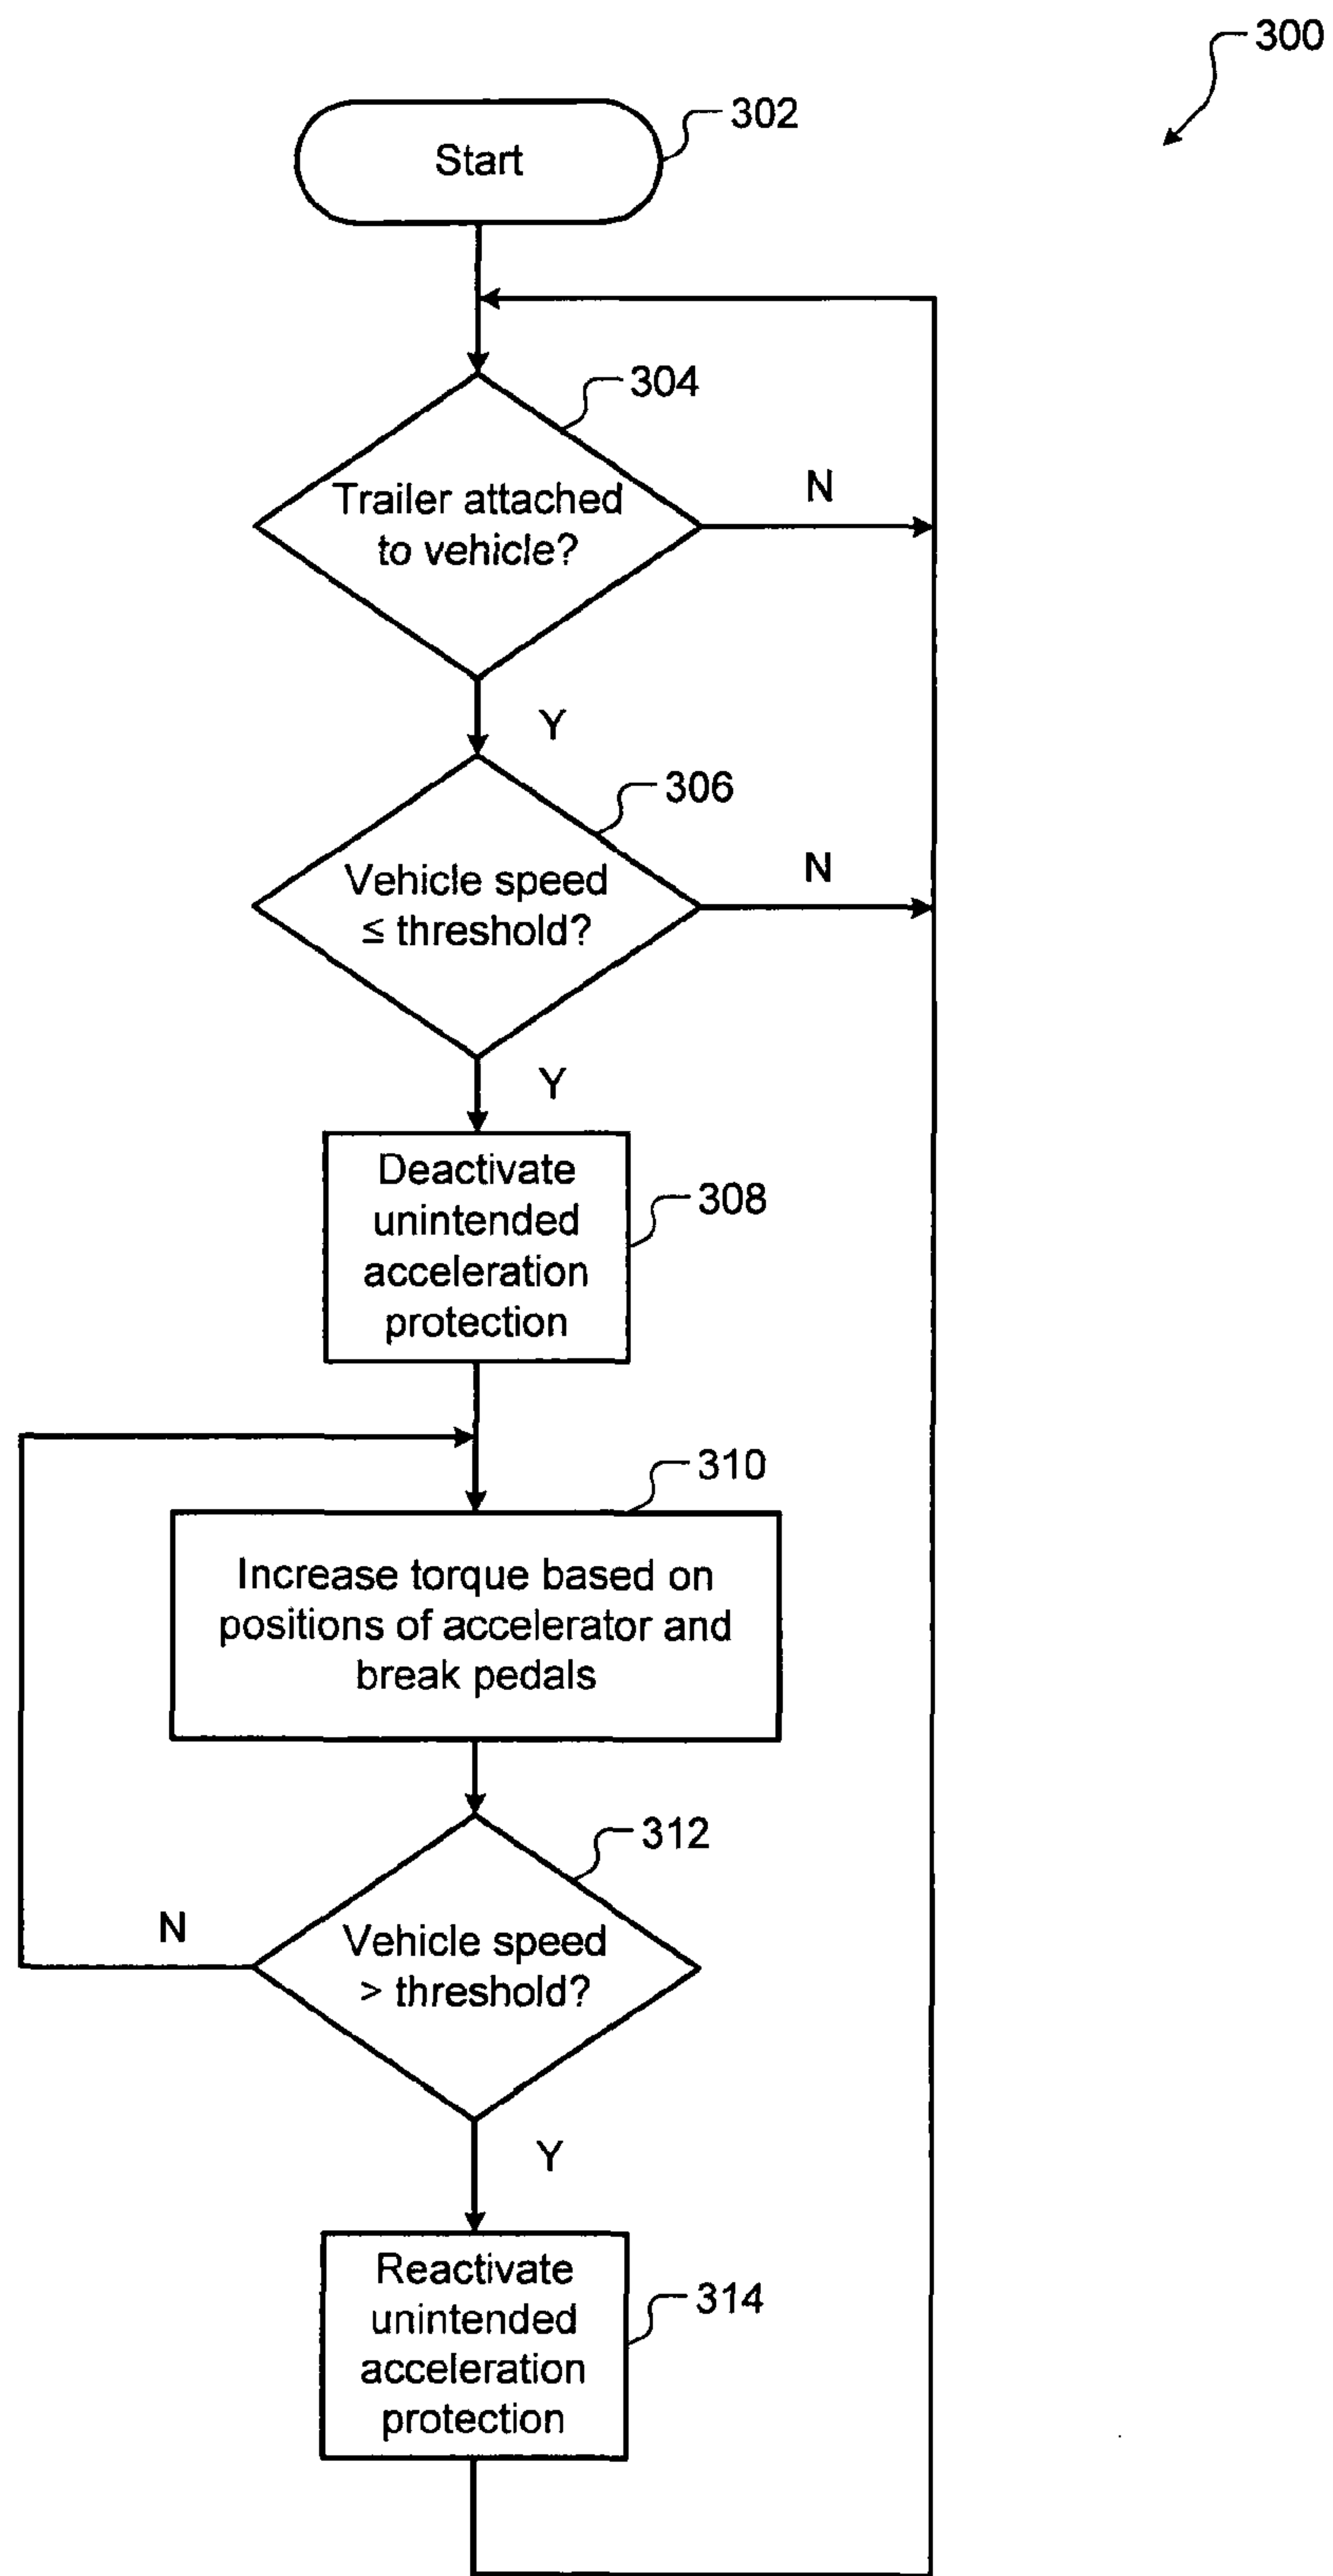 300
302
Start
304
Trailer attached
to vehicle?
N
Y
306
Vehicle speed
≤ threshold?
N
Y
Deactivate
unintended
acceleration
protection
308
310
Increase torque based on
positions of accelerator and
break pedals
312
Vehicle speed
> threshold?
N
Y
Reactivate
unintended
acceleration
protection
314